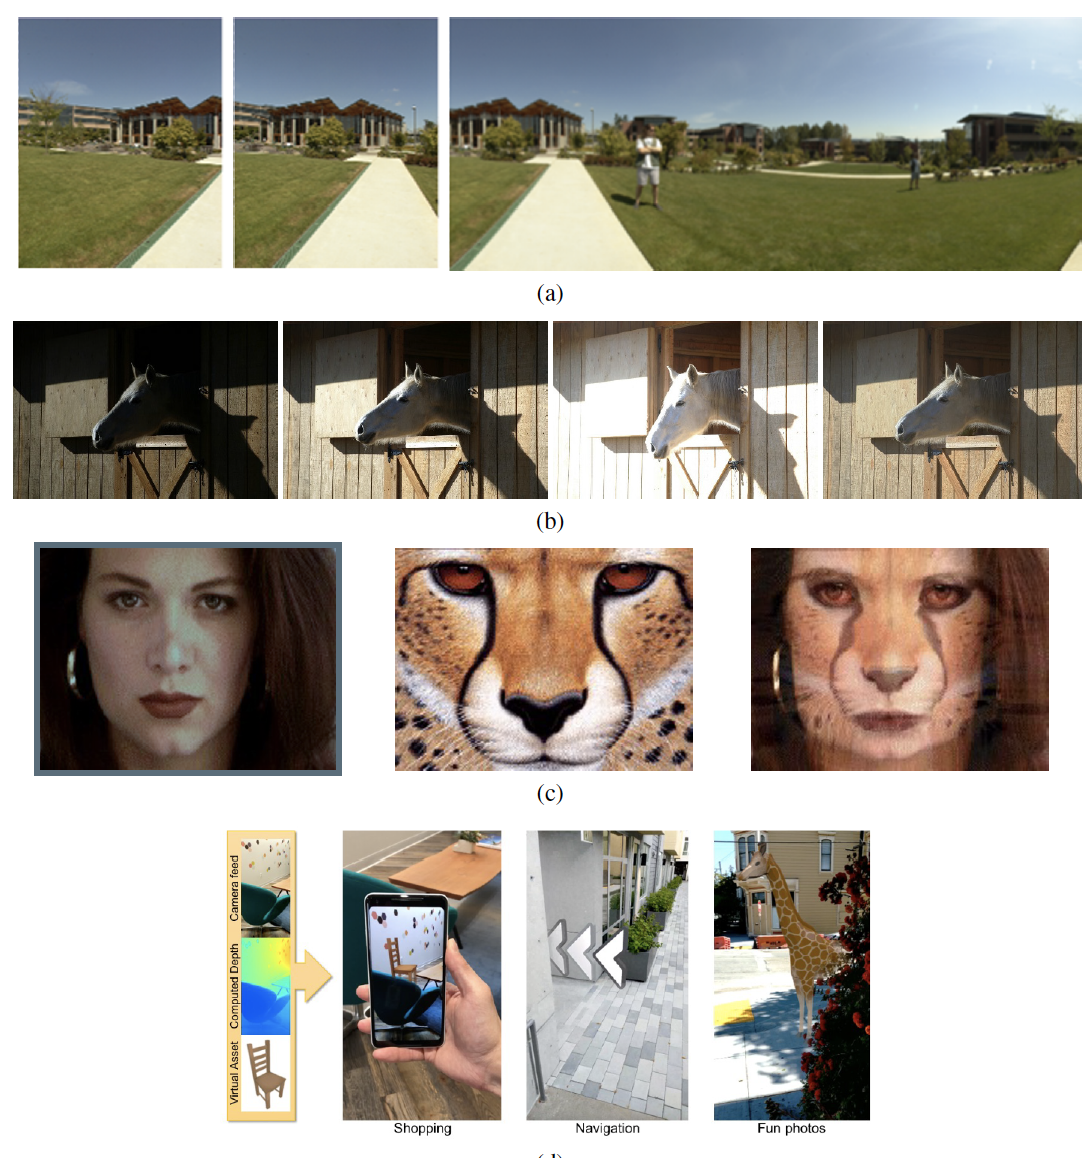 (a)
(b)
(c)
Camera feed
Computed Depth
Virtual Asset
Shopping
Navigation
Fun photos